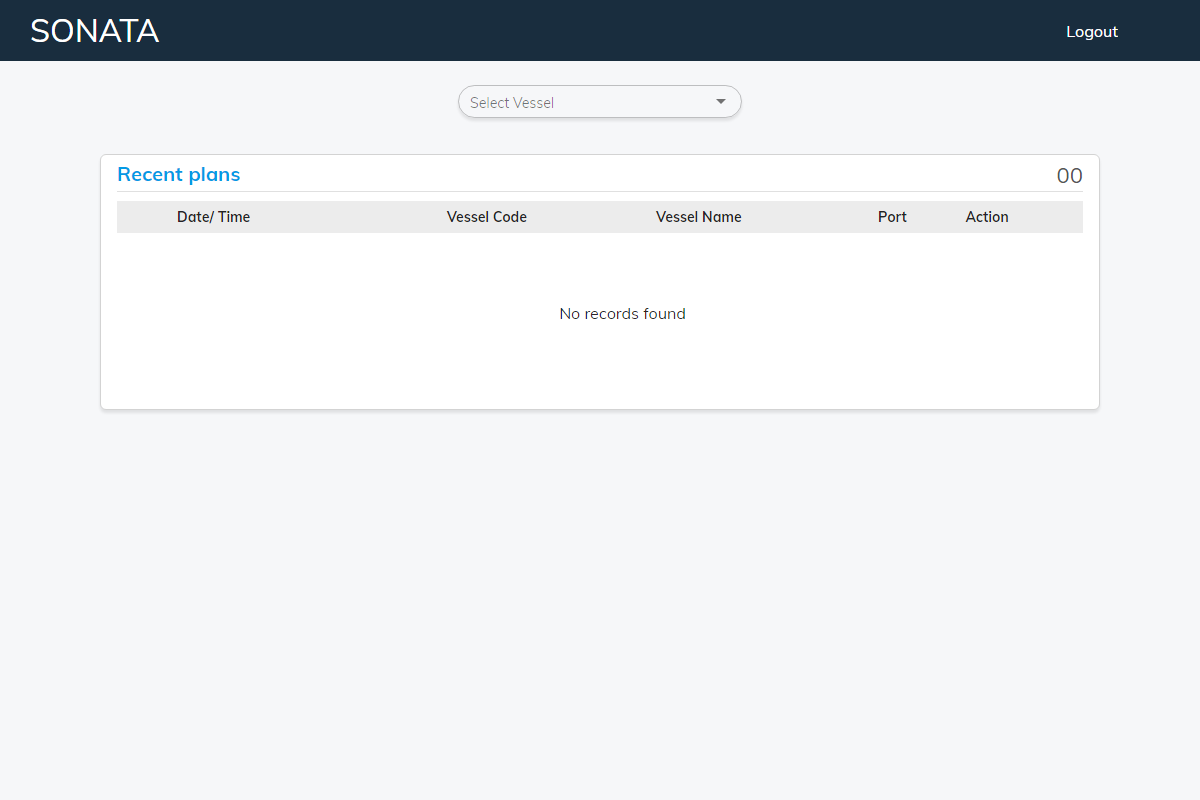 SONATA
Logout
Select Vessel
Recent plans 00
Date/ Time Vessel Code Vessel Name Port Action
No records found